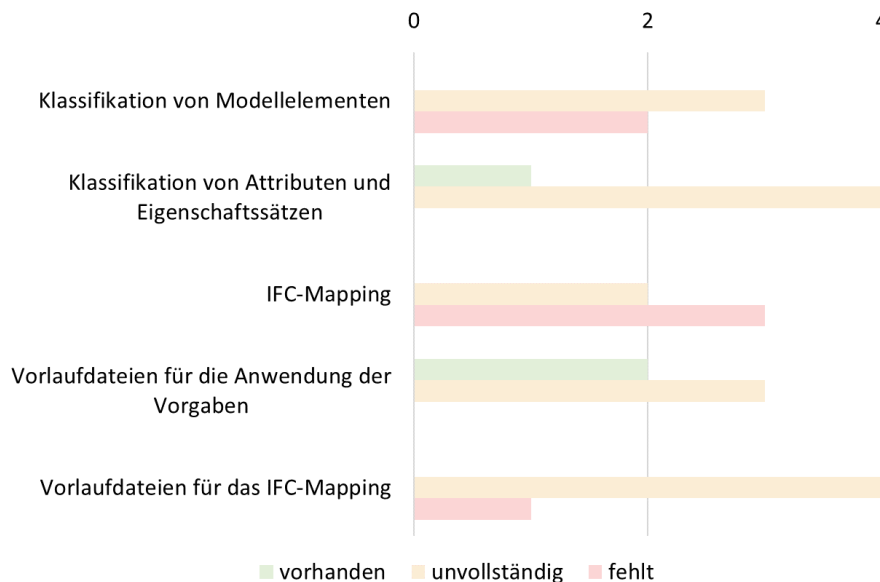 0 2 4
Klassifikation von Modellelementen
Klassifikation von Attributen und
Eigenschaftssätzen
IFC-Mapping
Vorlaufdateien für die Anwendung der
Vorgaben
Vorlaufdateien für das IFC-Mapping
vorhanden unvollständig fehlt